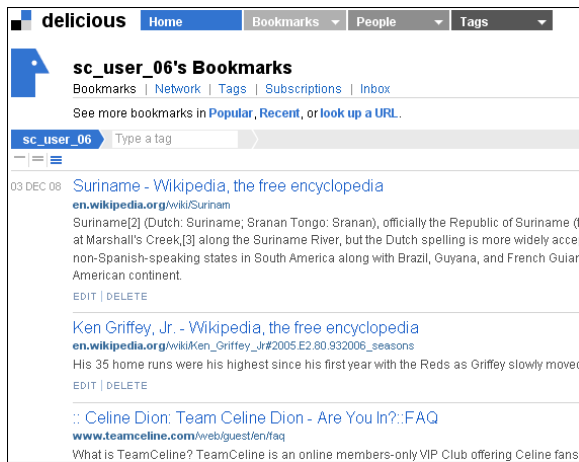 delicious Home Bookmarks People Tags
sc_user_06's Bookmarks
Bookmarks | Network | Tags | Subscriptions | Inbox
See more bookmarks in Popular, Recent, or look up a URL.
sc_user_06 Type a tag
03 DEC 08 Suriname - Wikipedia, the free encyclopedia
en.wikipedia.org/wiki/Surinam
Suriname[2] (Dutch: Suriname; Sranan Tongo: Sranan), officially the Republic of Suriname (
at Marshall's Creek,[3] along the Suriname River, but the Dutch spelling is more widely acce
non-Spanish-speaking states in South America along with Brazil, Guyana, and French Guian
American continent.
EDIT | DELETE
Ken Griffey, Jr. - Wikipedia, the free encyclopedia
en.wikipedia.org/wiki/Ken_Griffey_Jr#2005.E2.80.932006_seasons
His 35 home runs were his highest since his first year with the Reds as Griffey slowly moved
EDIT | DELETE
:: Celine Dion: Team Celine Dion - Are You In?::FAQ
www.teamceline.com/web/guest/en/faq
What is TeamCeline? TeamCeline is an online members-only VIP Club offering Celine fans